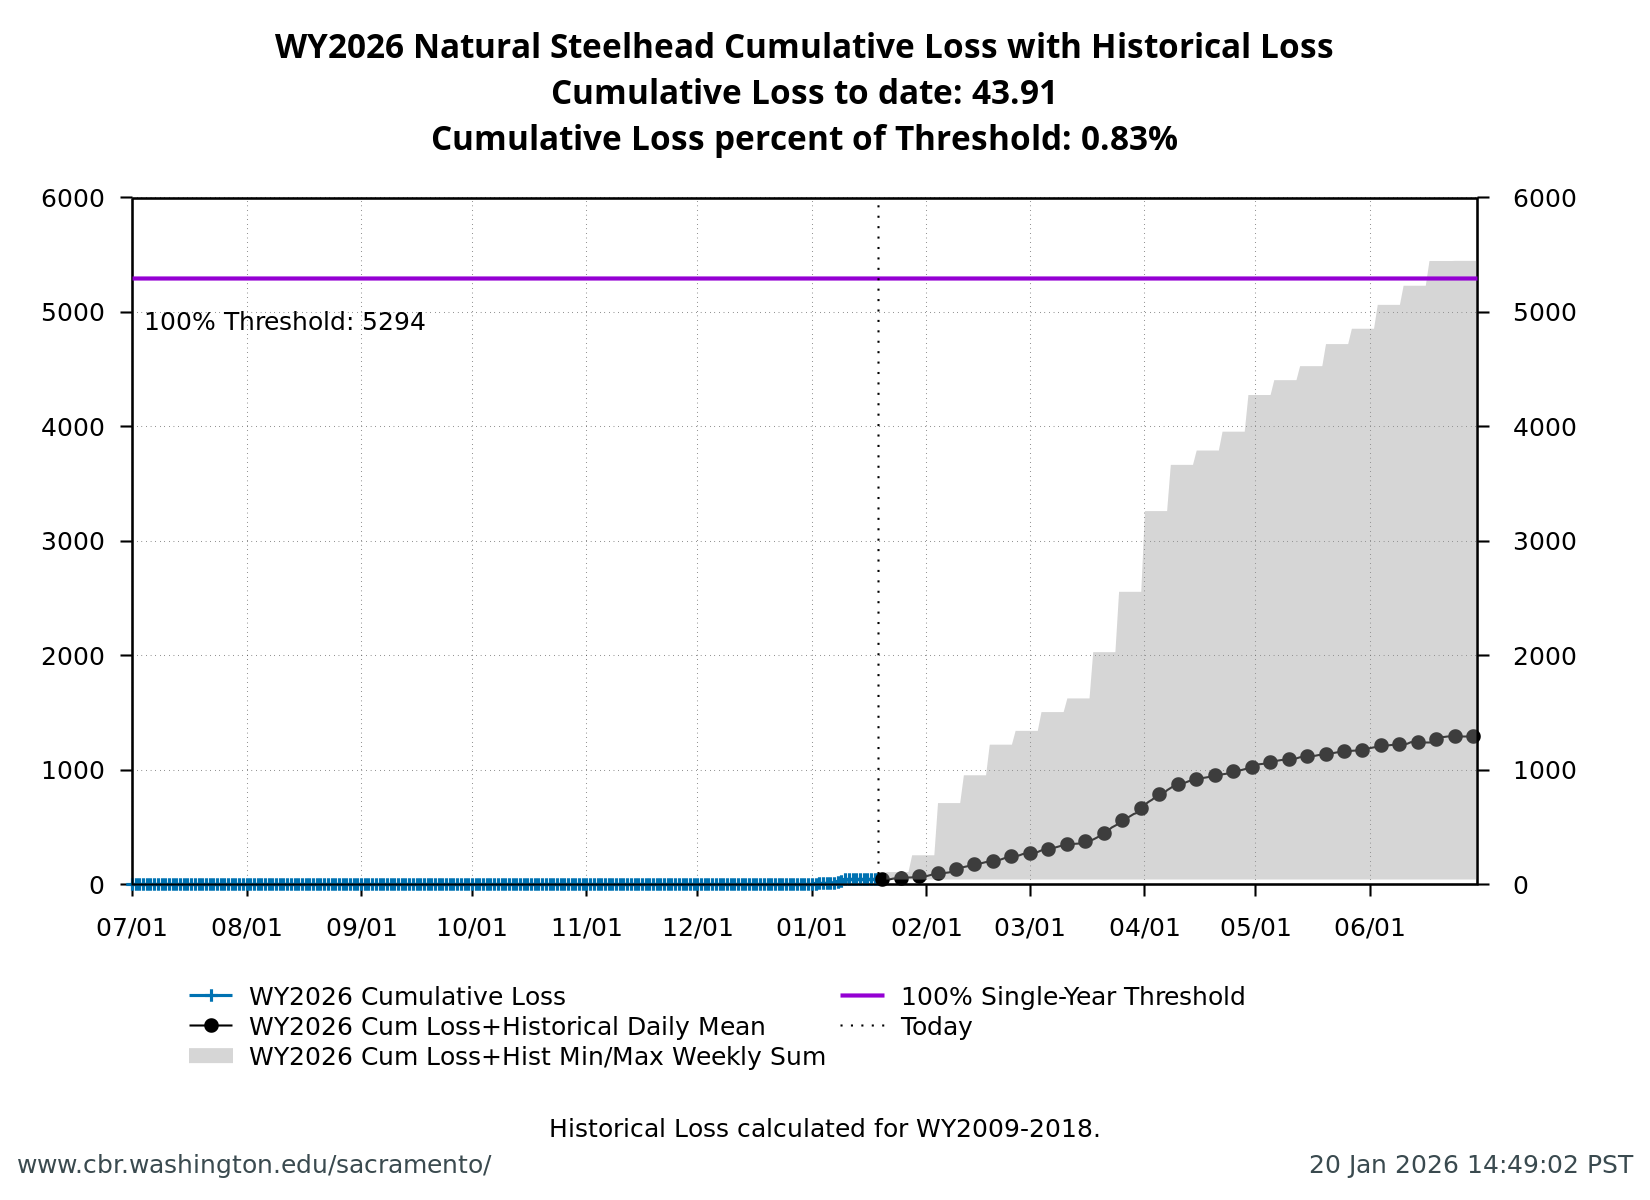 WY2026 Natural Steelhead Cumulative Loss with Historical Loss
Cumulative Loss to date: 43.91
Cumulative Loss percent of Threshold: 0.83%
6000 6000
5000 5000
100% Threshold: 5294
4000 4000
3000 3000
2000 2000
1000 1000
0 0
07/01 08/01 09/01 10/01 11/01 12/01 01/01 02/01 03/01 04/01 05/01 06/01
WY2026 Cumulative Loss 100% Single-Year Threshold
WY2026 Cum Loss+Historical Daily Mean Today
WY2026 Cum Loss+Hist Min/Max Weekly Sum
Historical Loss calculated for WY2009-2018.
www.cbr.washington.edu/sacramento/ 20 Jan 2026 14:49:02 PST